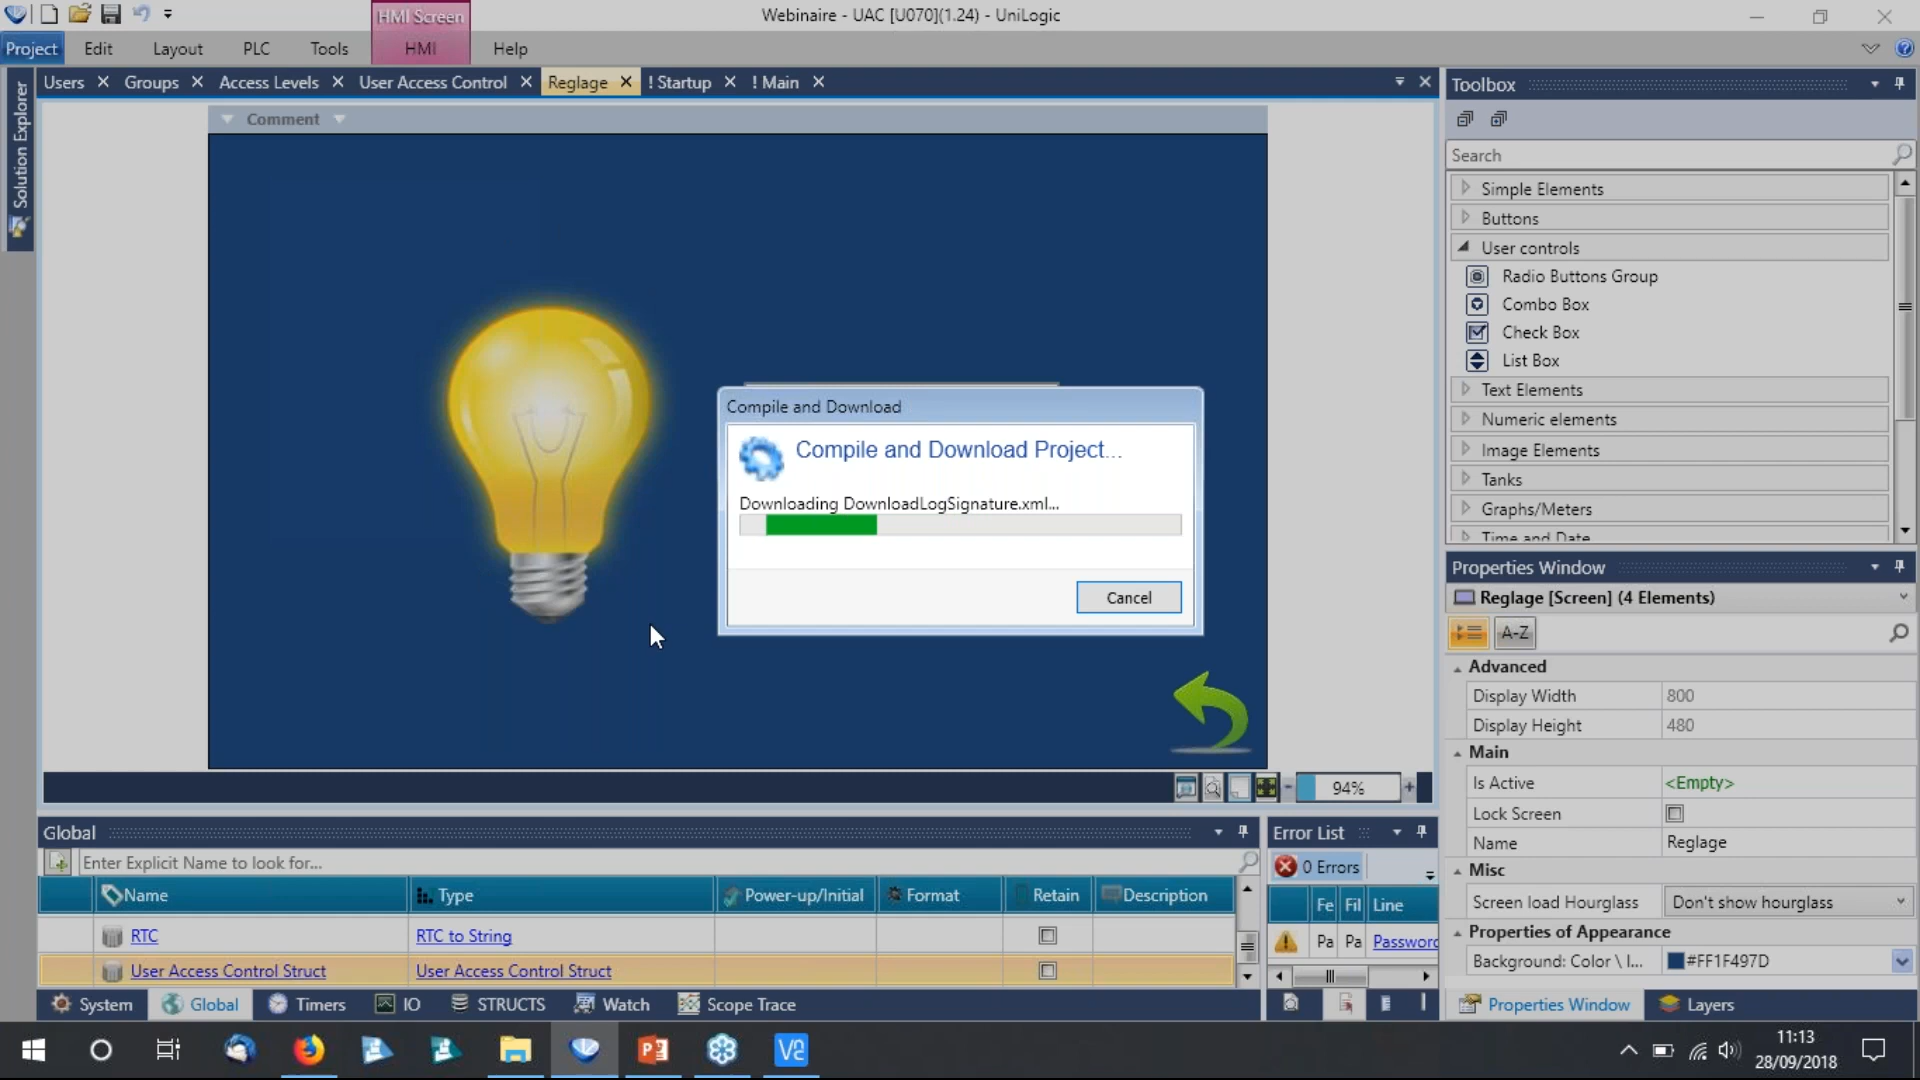 HMI Screen
Webinaire - UAC [U070](1.24) - UniLogic
Project Edit Layout PLC Tools HMI Help
Users Groups Access Levels User Access Control Reglage ! Startup ! Main
Solution Explorer
Comment
Compile and Download
Compile and Download Project...
Downloading DownloadLogSignature.xml...
Cancel
94%
Toolbox
Search
Simple Elements
Buttons
User controls
Radio Buttons Group
Combo Box
Check Box
List Box
Text Elements
Numeric elements
Image Elements
Tanks
Graphs/Meters
Time and Date
Properties Window
Reglage [Screen] (4 Elements)
A-Z
Advanced
Display Width 800
Display Height 480
Main
Is Active <Empty>
Lock Screen
Name Reglage
Misc
Screen load Hourglass Don't show hourglass
Properties of Appearance
Background: Color \ I... #FF1F497D
Properties Window Layers
Global
Enter Explicit Name to look for...
Name Type Power-up/Initial Format Retain Description
RTC RTC to String
User Access Control Struct User Access Control Struct
System Global Timers IO STRUCTS Watch Scope Trace
Error List
0 Errors
Fe Fil Line
Pa Pa Password
11:13
28/09/2018